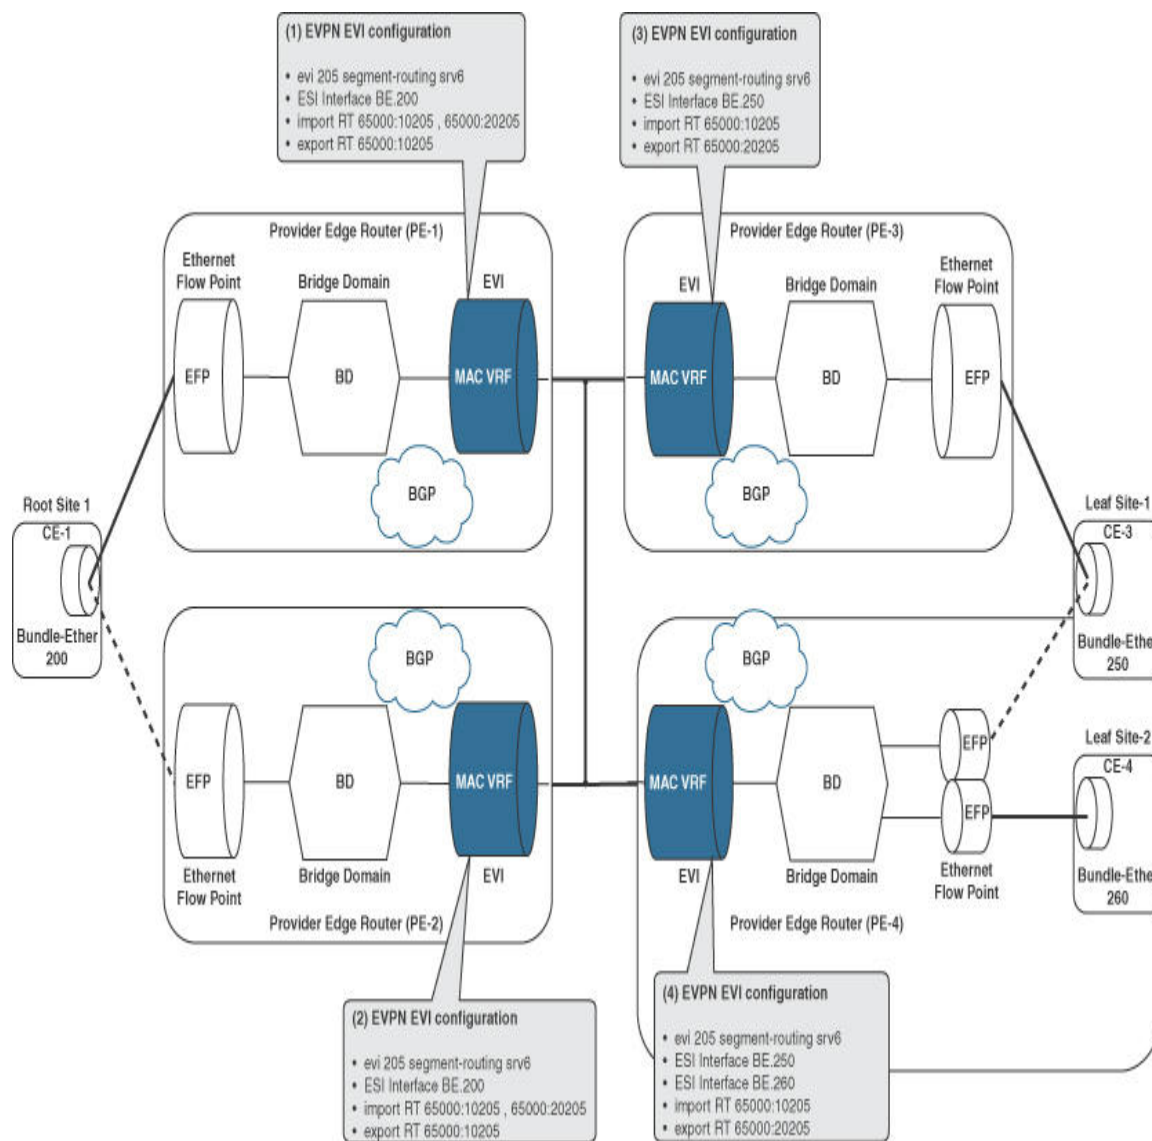 (1) EVPN EVI configuration
• evi 205 segment-routing srv6
• ESI Interface BE.200
• import RT 65000:10205 , 65000:20205
• export RT 65000:10205
(3) EVPN EVI configuration
• evi 205 segment-routing srv6
• ESI Interface BE.250
• import RT 65000:10205
• export RT 65000:20205
Provider Edge Router (PE-1)
Ethernet
Flow Point
Bridge Domain
EVI
EFP
BD
MAC VRF
BGP
Provider Edge Router (PE-3)
EVI
Bridge Domain
Ethernet
Flow Point
MAC VRF
BD
EFP
BGP
Root Site 1
CE-1
Bundle-Ether
200
Leaf Site-1
CE-3
Bundle-Ether
250
BGP
EFP
BD
MAC VRF
Ethernet
Flow Point
Bridge Domain
EVI
Provider Edge Router (PE-2)
BGP
MAC VRF
BD
EFP
EFP
EVI
Bridge Domain
Ethernet
Flow Point
Provider Edge Router (PE-4)
Leaf Site-2
CE-4
Bundle-Ether
260
(2) EVPN EVI configuration
• evi 205 segment-routing srv6
• ESI Interface BE.200
• import RT 65000:10205 , 65000:20205
• export RT 65000:10205
(4) EVPN EVI configuration
• evi 205 segment-routing srv6
• ESI Interface BE.250
• ESI Interface BE.260
• import RT 65000:10205
• export RT 65000:20205